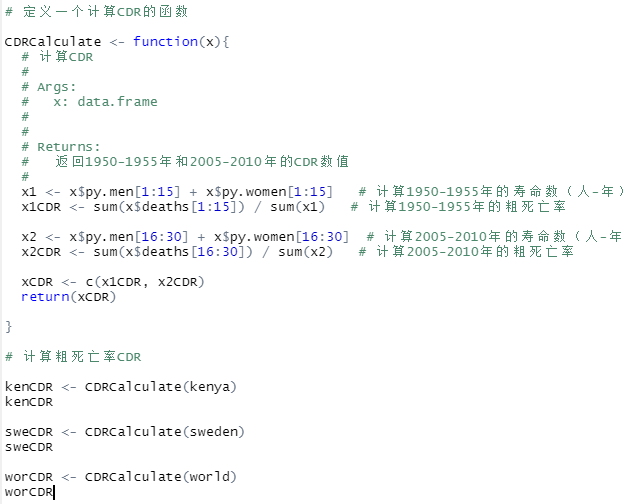 # 定义一个计算CDR的函数
CDRCalculate <- function(x){
# 计算CDR
#
# Args:
#   x: data.frame
#
#
# Returns:
#   返回1950-1955年和2005-2010年的CDR数值
#
x1 <- x$py.men[1:15] + x$py.women[1:15]   # 计算1950-1955年的寿命数（人-年）
x1CDR <- sum(x$deaths[1:15]) / sum(x1)   # 计算1950-1955年的粗死亡率
x2 <- x$py.men[16:30] + x$py.women[16:30]  # 计算2005-2010年的寿命数（人-年
x2CDR <- sum(x$deaths[16:30]) / sum(x2)   # 计算2005-2010年的粗死亡率
xCDR <- c(x1CDR, x2CDR)
return(xCDR)
}
# 计算粗死亡率CDR
kenCDR <- CDRCalculate(kenya)
kenCDR
sweCDR <- CDRCalculate(sweden)
sweCDR
worCDR <- CDRCalculate(world)
worCDR